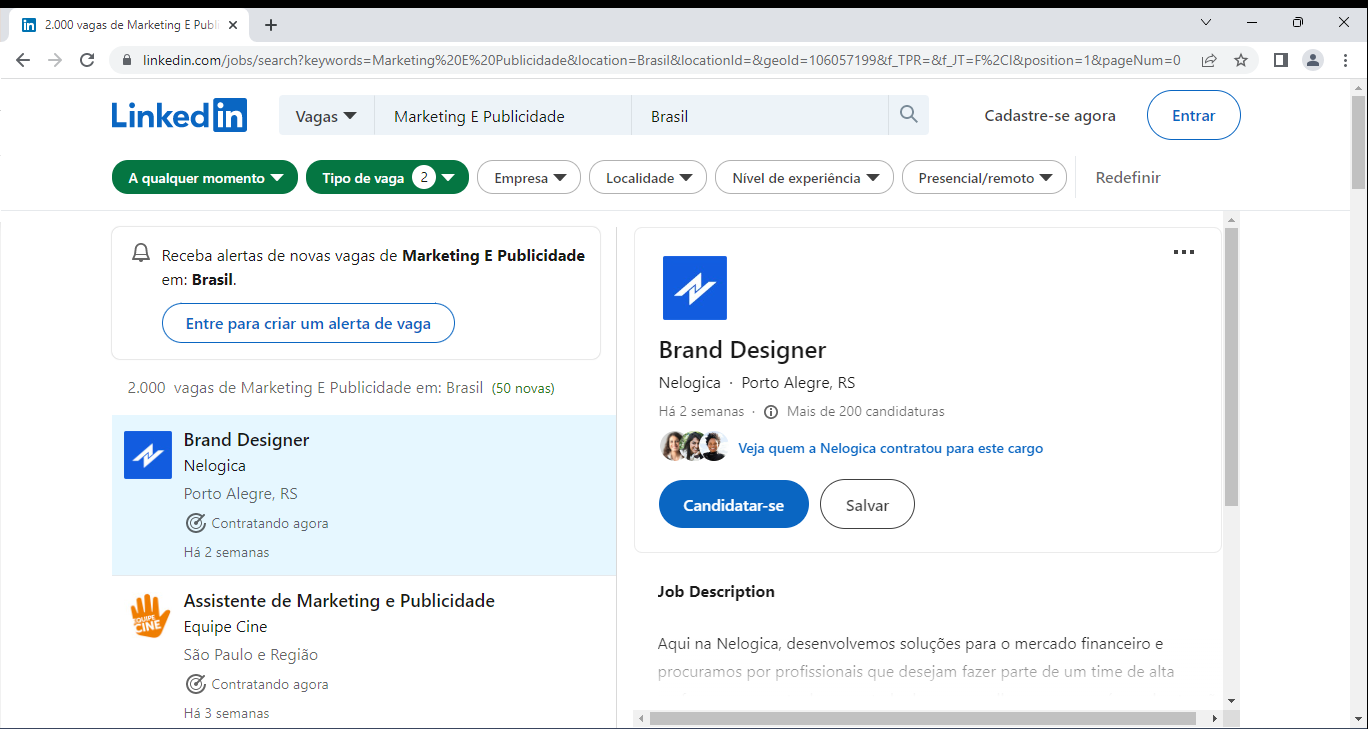 2.000 vagas de Marketing E Publi
linkedin.com/jobs/search?keywords=Marketing%20E%20Publicidade&location=Brasil&locationId=&geoId=106057199&f_TPR=&f_JT=F%2CI&position=1&pageNum=0
Linked in
Vagas
Marketing E Publicidade
Brasil
Cadastre-se agora
Entrar
A qualquer momento
Tipo de vaga 2
Empresa
Localidade
Nível de experiência
Presencial/remoto
Redefinir
Receba alertas de novas vagas de Marketing E Publicidade
em: Brasil.
Entre para criar um alerta de vaga
2.000 vagas de Marketing E Publicidade em: Brasil (50 novas)
Brand Designer
Nelogica
Porto Alegre, RS
Contratando agora
Há 2 semanas
EQUIPE
CINE
Assistente de Marketing e Publicidade
Equipe Cine
São Paulo e Região
Contratando agora
Há 3 semanas
Brand Designer
Nelogica · Porto Alegre, RS
Há 2 semanas · Mais de 200 candidaturas
Veja quem a Nelogica contratou para este cargo
Candidatar-se
Salvar
Job Description
Aqui na Nelogica, desenvolvemos soluções para o mercado financeiro e
procuramos por profissionais que desejam fazer parte de um time de alta